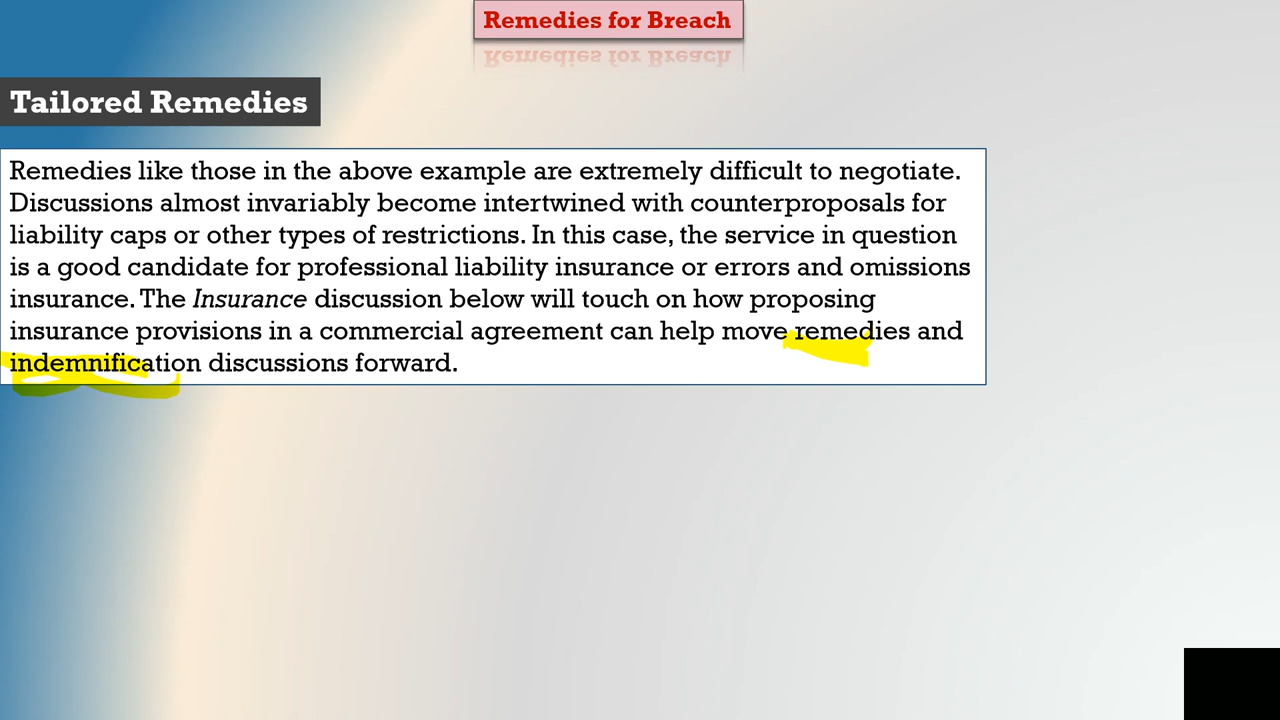 Remedies for Breach
Tailored Remedies
Remedies like those in the above example are extremely difficult to negotiate.
Discussions almost invariably become intertwined with counterproposals for
liability caps or other types of restrictions. In this case, the service in question
is a good candidate for professional liability insurance or errors and omissions
insurance. The Insurance discussion below will touch on how proposing
insurance provisions in a commercial agreement can help move remedies and
indemnification discussions forward.